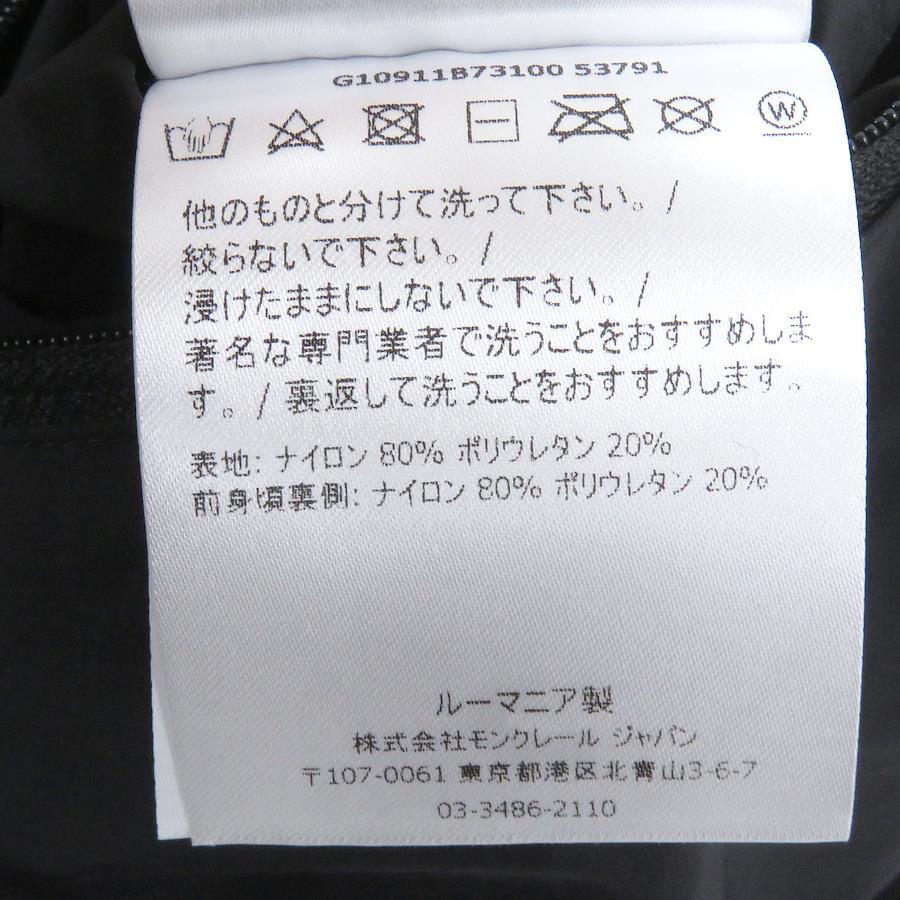 G10911B73100 53791
W
他のものと分けて洗って下さい。/
絞らないで下さい。/
浸けたままにしないで下さい。/
著名な専門業者で洗うことをおすすめしま
す。/ 裏返して洗うことをおすすめします。
表地: ナイロン 80% ポリウレタン 20%
前身頃裏側: ナイロン 80% ポリウレタン 20%
ルーマニア製
株式会社モンクレール ジャパン
〒107-0061 東京都港区北青山3-6-7
03-3486-2110